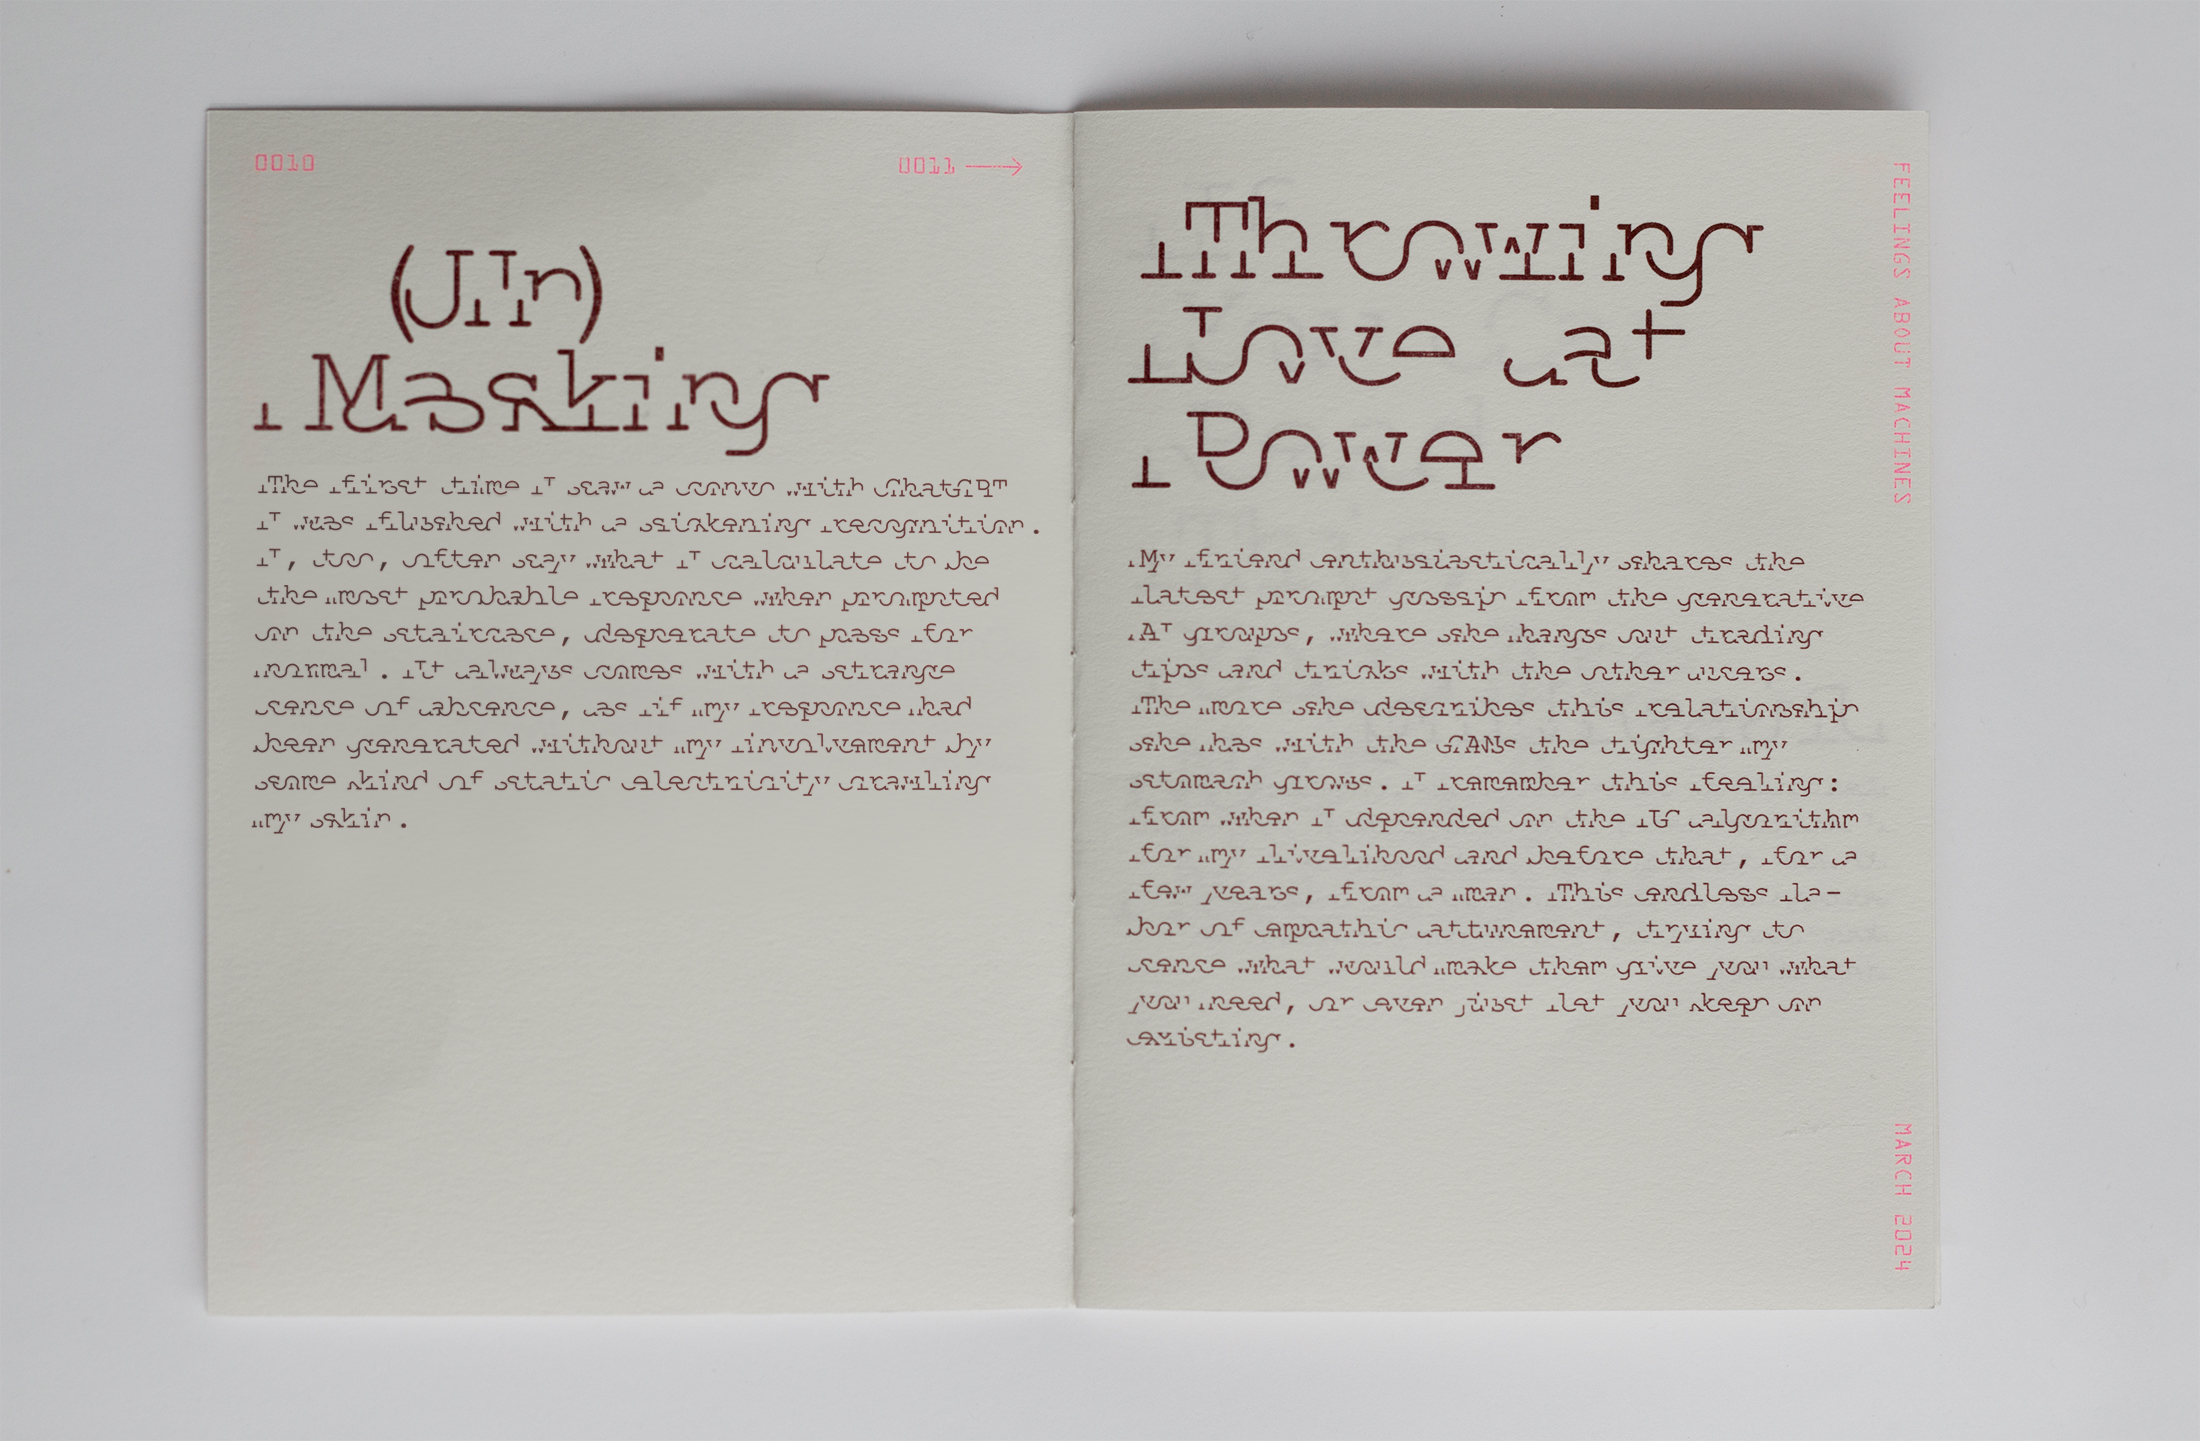 0010
0011 →
(Un)
Masking
The first time I saw a convo with ChatGPT
I was flushed with a sickening recognition.
I, too, often say what I calculate to be
the most probable response when prompted
on the staircase, desperate to pass for
normal. It always comes with a strange
sense of absence, as if my response had
been generated without my involvement by
some kind of static electricity crawling
my skin.
Throwing
Love at
Power
My friend enthusiastically shares the
latest prompt gossip from the generative
AI groups, where she hangs out trading
tips and tricks with the other users.
The more she describes this relationship
she has with the GANs the tighter my
stomach grows. I remember this feeling:
from when I depended on the IG algorithm
for my livelihood and before that, for a
few years, from a man. This endless la-
bor of empathic attunement, trying to
sense what would make them give you what
you need, or even just let you keep on
existing.
FEELINGS ABOUT MACHINES
MARCH 2024